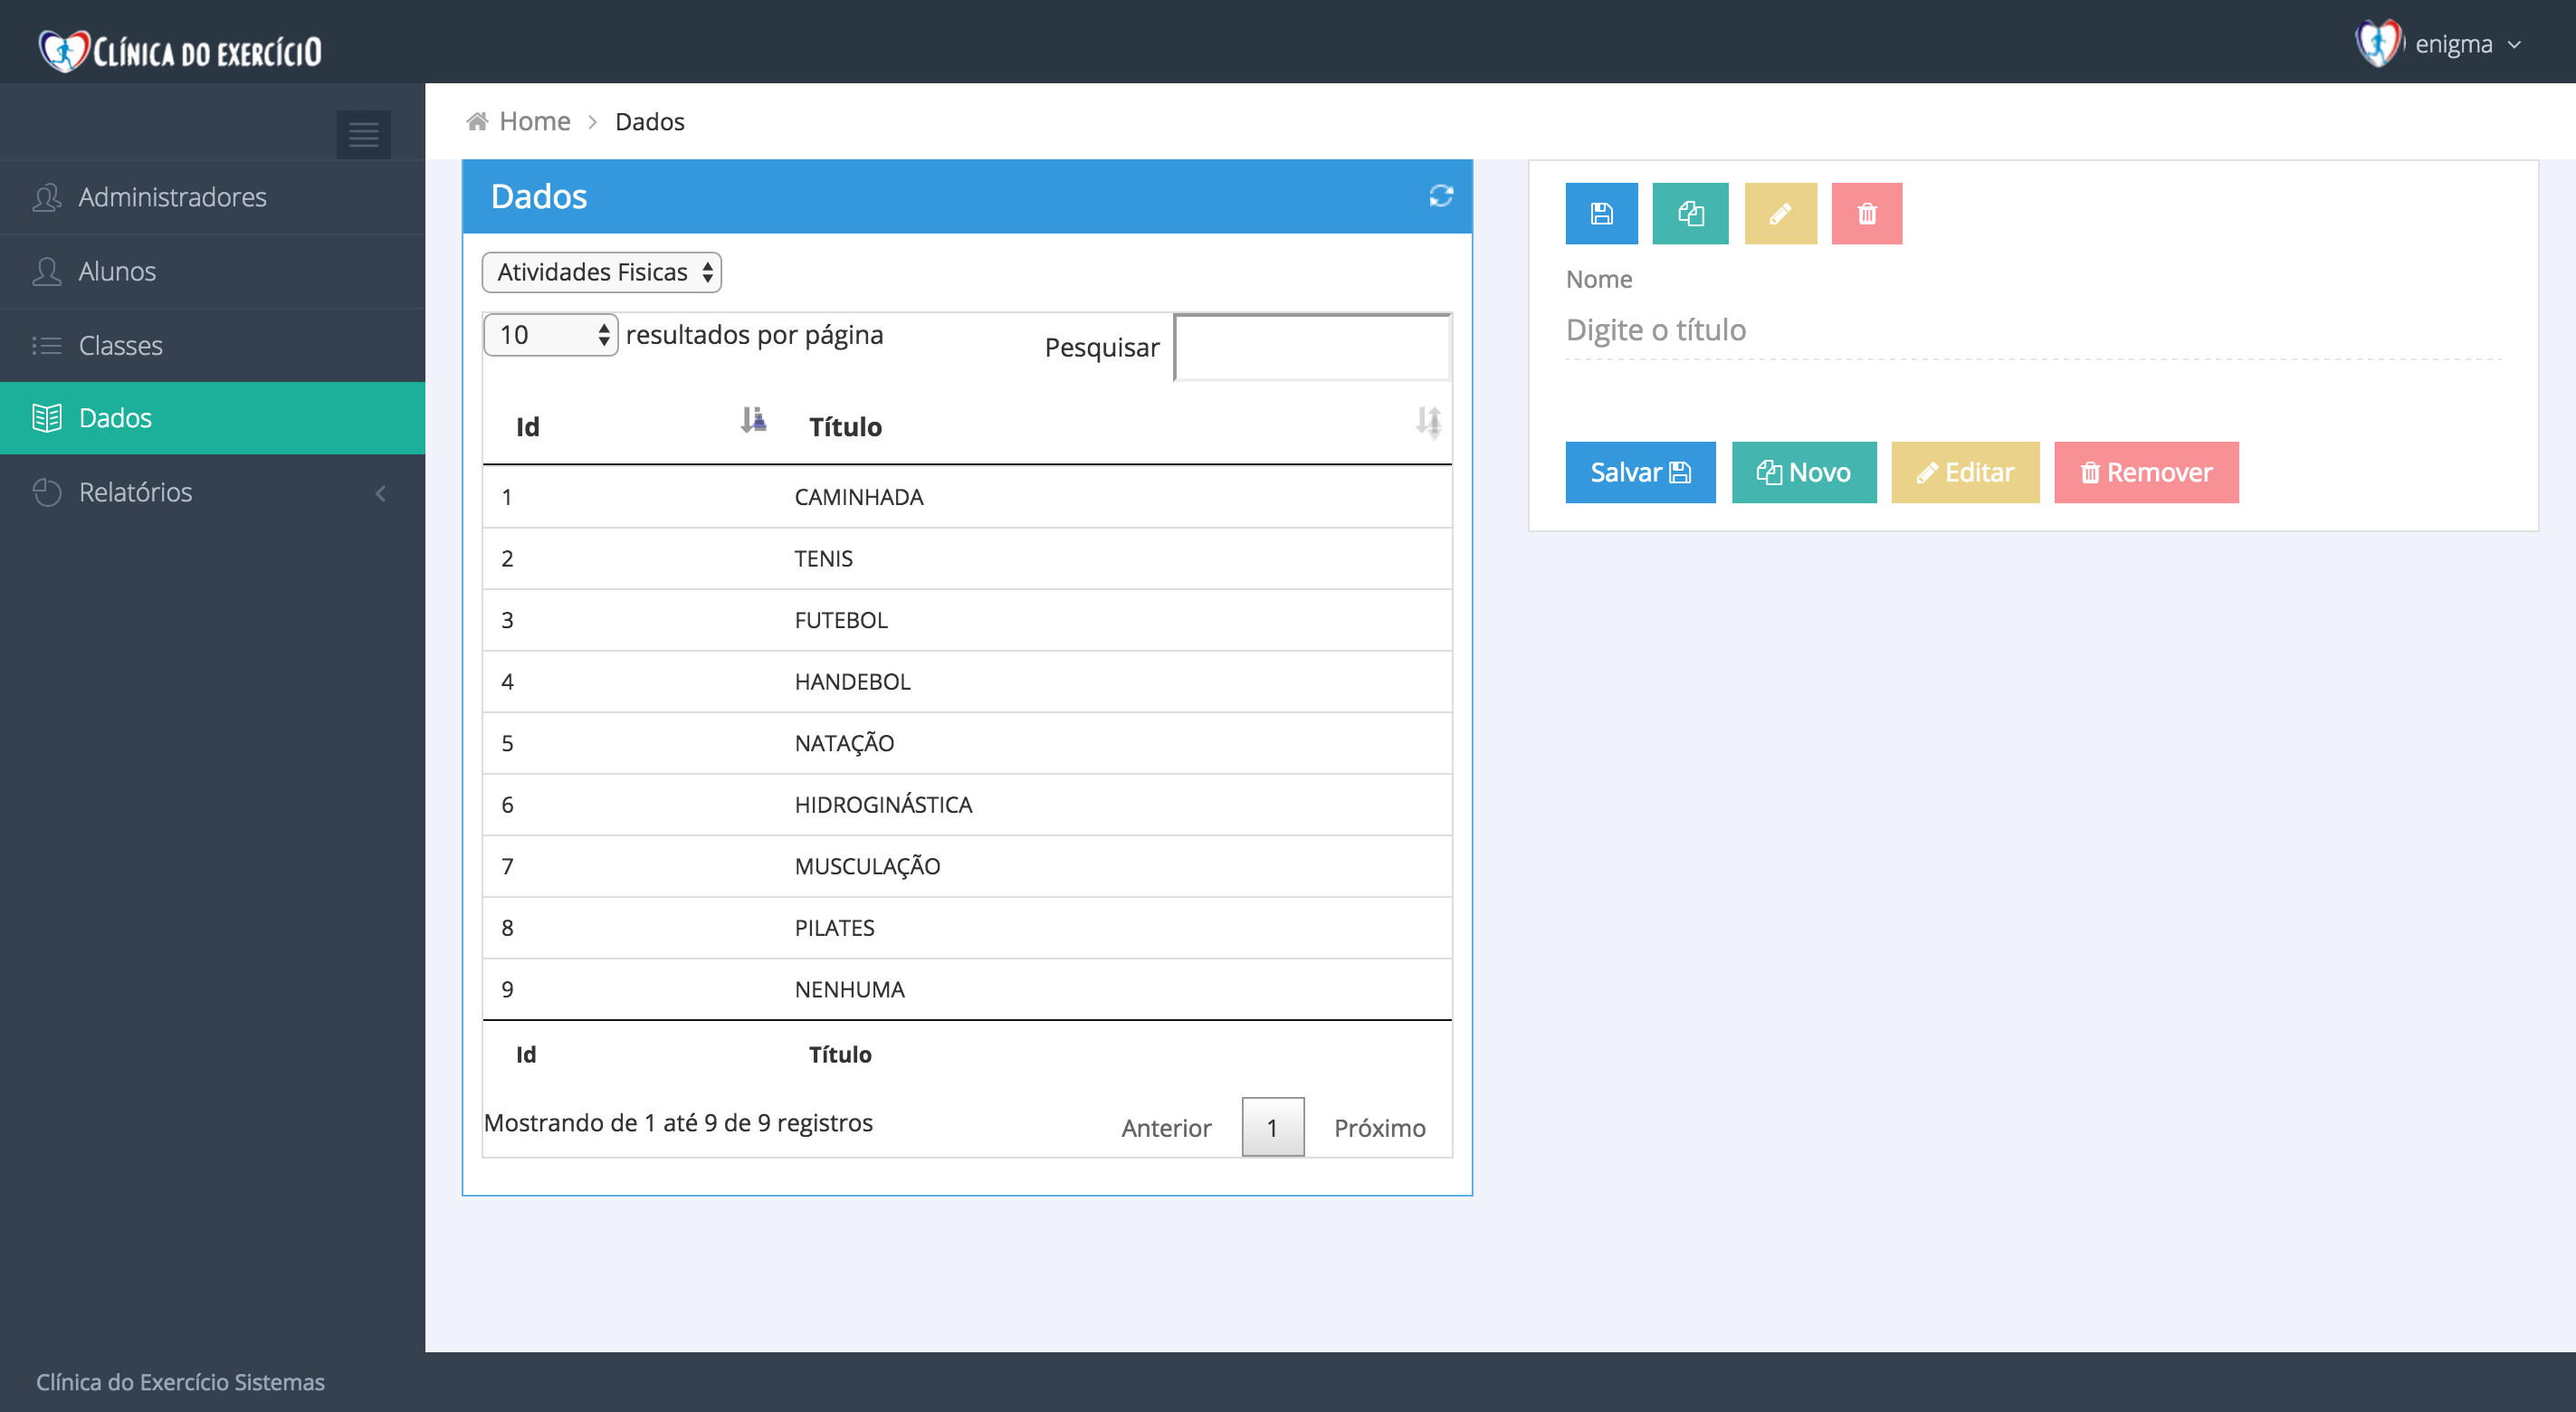 CLÍNICA DO EXERCÍCIO
enigma
Home > Dados
Administradores
Alunos
Classes
Dados
Relatórios
Dados
Atividades Fisicas
10 resultados por página
Pesquisar
Id Título
1 CAMINHADA
2 TENIS
3 FUTEBOL
4 HANDEBOL
5 NATAÇÃO
6 HIDROGINÁSTICA
7 MUSCULAÇÃO
8 PILATES
9 NENHUMA
Id Título
Mostrando de 1 até 9 de 9 registros
Anterior 1 Próximo
Nome
Digite o título
Salvar Novo Editar Remover
Clínica do Exercício Sistemas